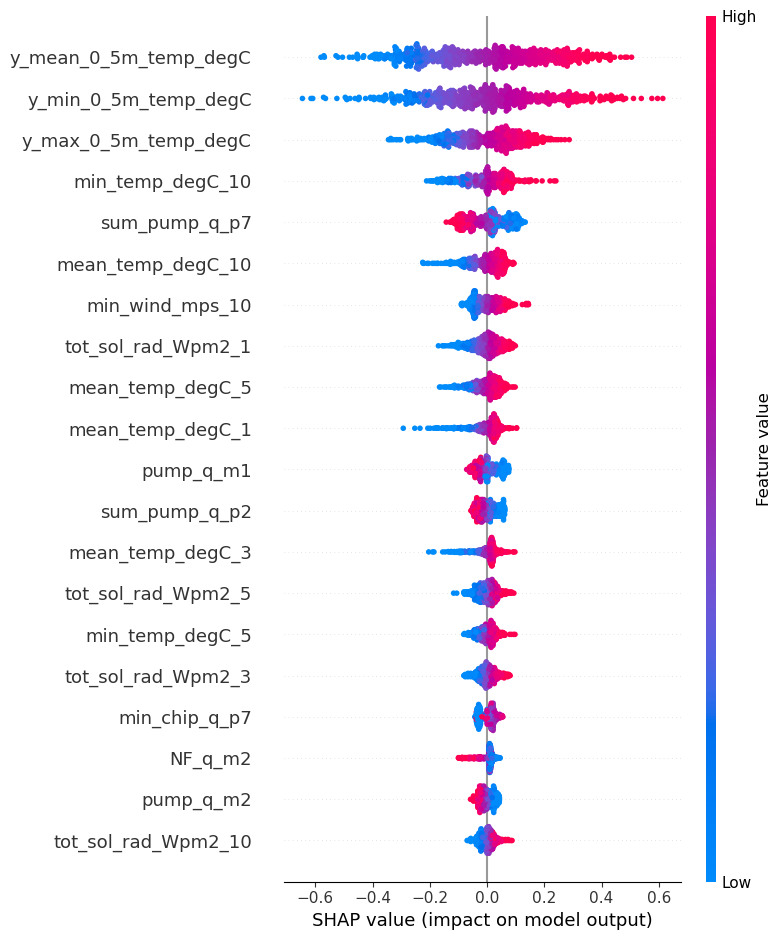 High
y_mean_0_5m_temp_degC
y_min_0_5m_temp_degC
y_max_0_5m_temp_degC
min_temp_degC_10
sum_pump_q_p7
mean_temp_degC_10
min_wind_mps_10
tot_sol_rad_Wpm2_1
mean_temp_degC_5
mean_temp_degC_1
pump_q_m1
sum_pump_q_p2
mean_temp_degC_3
tot_sol_rad_Wpm2_5
min_temp_degC_5
tot_sol_rad_Wpm2_3
min_chip_q_p7
NF_q_m2
pump_q_m2
tot_sol_rad_Wpm2_10
Feature value
Low
−0.6 −0.4 −0.2 0.0 0.2 0.4 0.6
SHAP value (impact on model output)